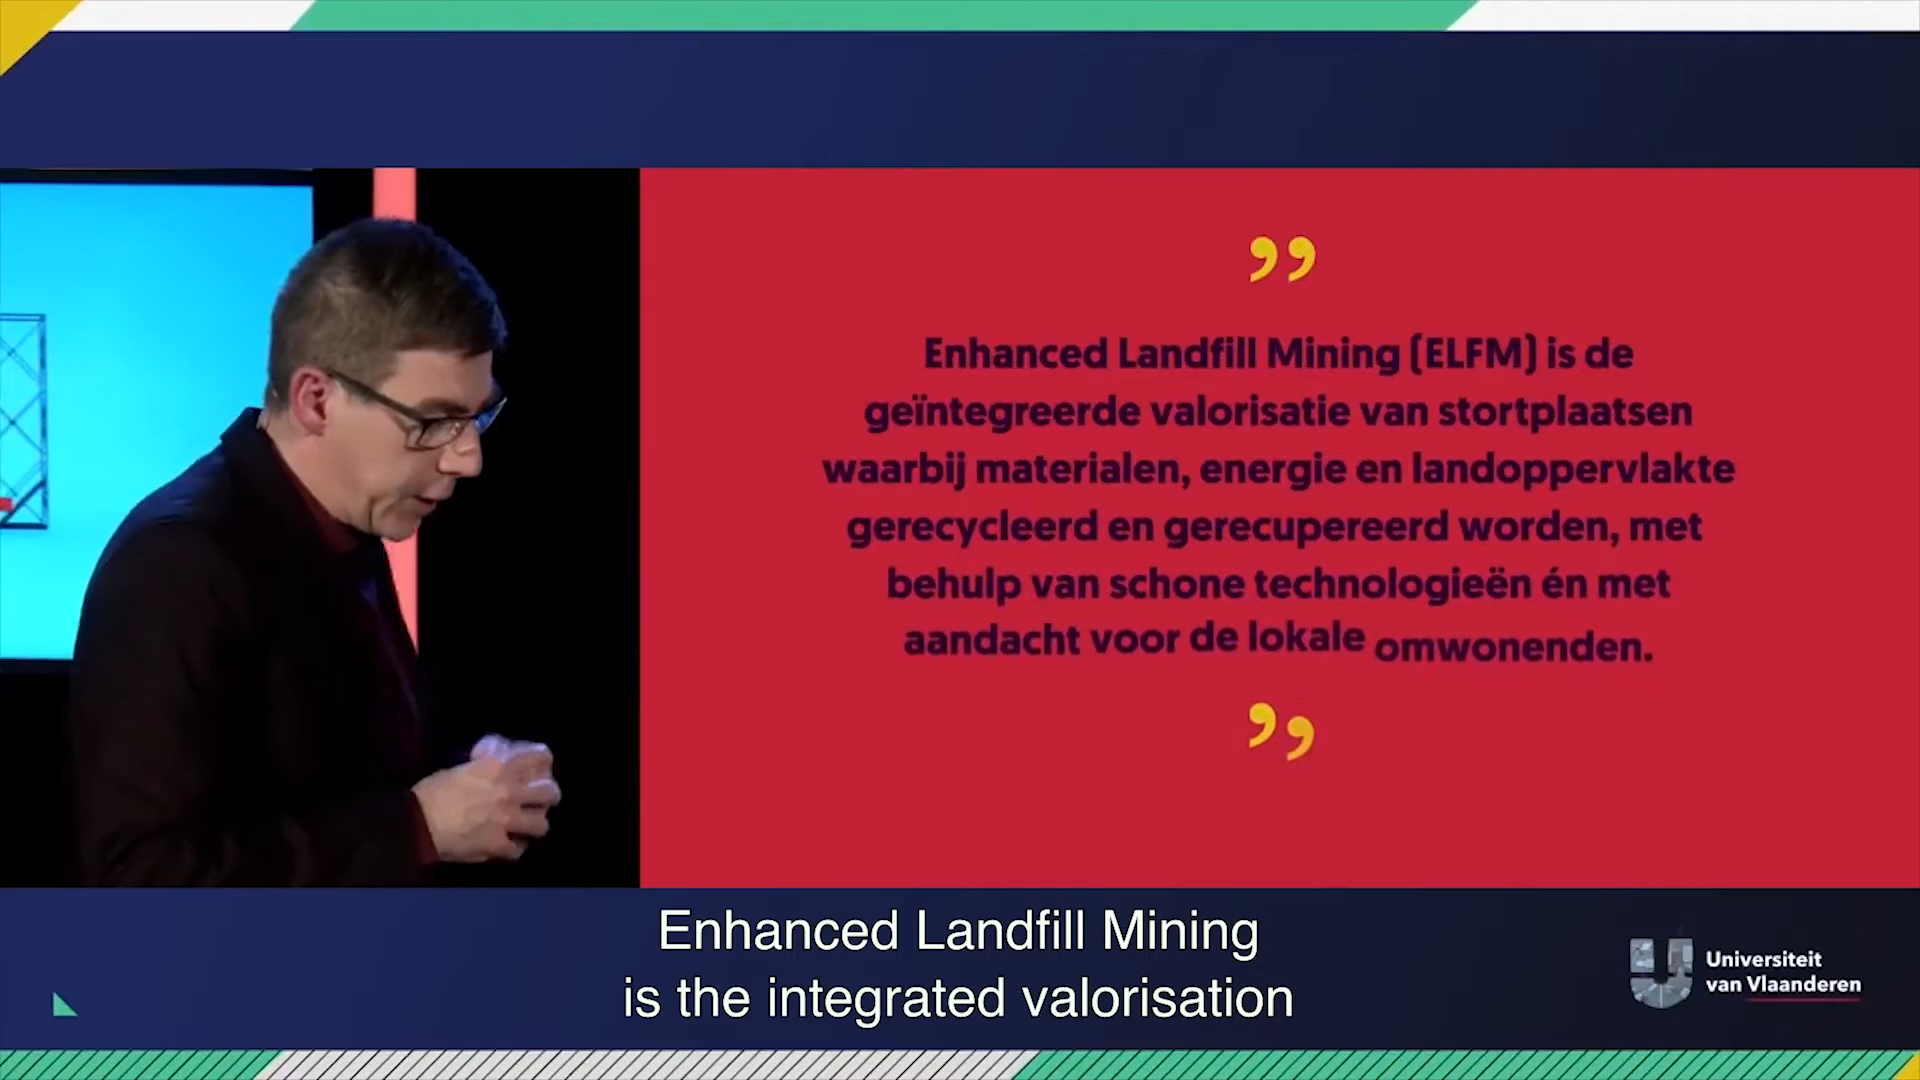 ”
Enhanced Landfill Mining (ELFM) is de
geïntegreerde valorisatie van stortplaatsen
waarbij materialen, energie en landoppervlakte
gerecycleerd en gerecupereerd worden, met
behulp van schone technologieën én met
aandacht voor de lokale omwonenden.
”
Enhanced Landfill Mining
is the integrated valorisation
Universiteit
van Vlaanderen